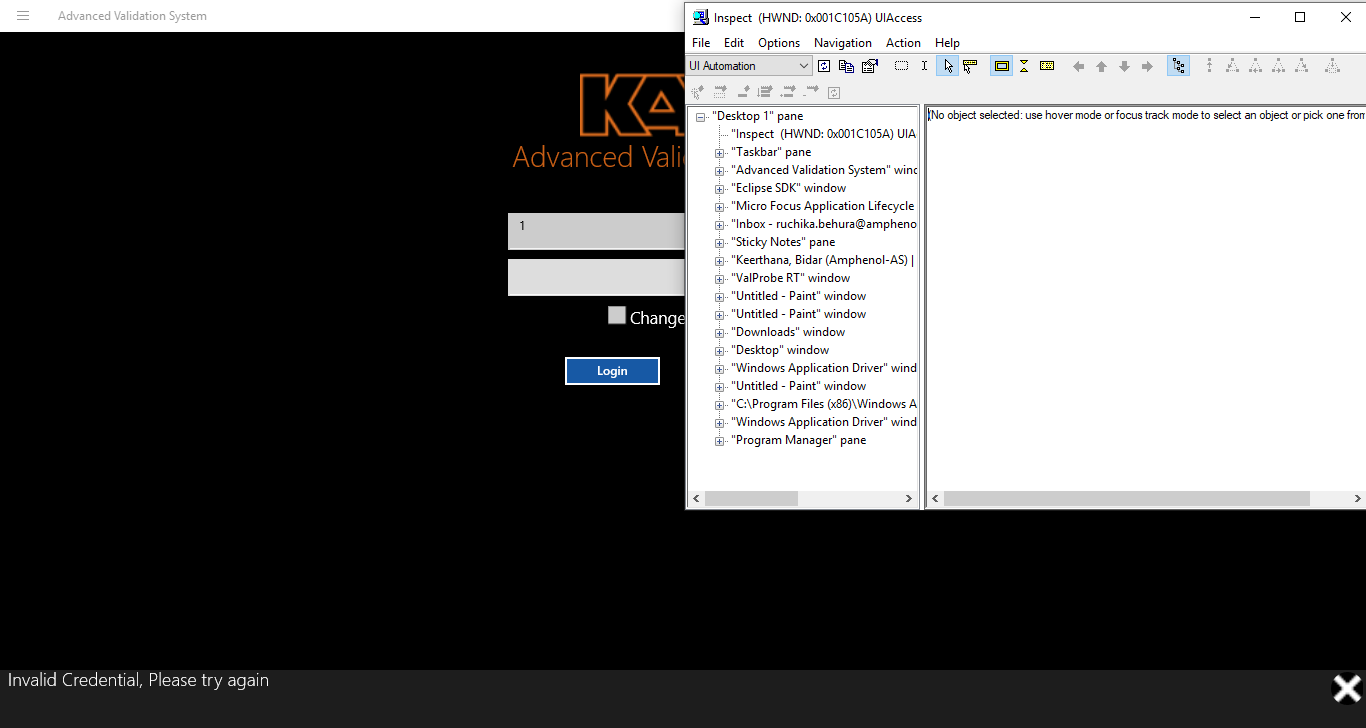 Advanced Validation System
KA
Advanced Vali
1
Change
Login
Invalid Credential, Please try again
Inspect (HWND: 0x001C105A) UIAccess
File Edit Options Navigation Action Help
UI Automation
"Desktop 1" pane
"Inspect (HWND: 0x001C105A) UIA
"Taskbar" pane
"Advanced Validation System" wind
"Eclipse SDK" window
"Micro Focus Application Lifecycle
"Inbox - ruchika.behura@ampheno
"Sticky Notes" pane
"Keerthana, Bidar (Amphenol-AS) |
"ValProbe RT" window
"Untitled - Paint" window
"Untitled - Paint" window
"Downloads" window
"Desktop" window
"Windows Application Driver" wind
"Untitled - Paint" window
"C:\Program Files (x86)\Windows A
"Windows Application Driver" wind
"Program Manager" pane
(No object selected: use hover mode or focus track mode to select an object or pick one from